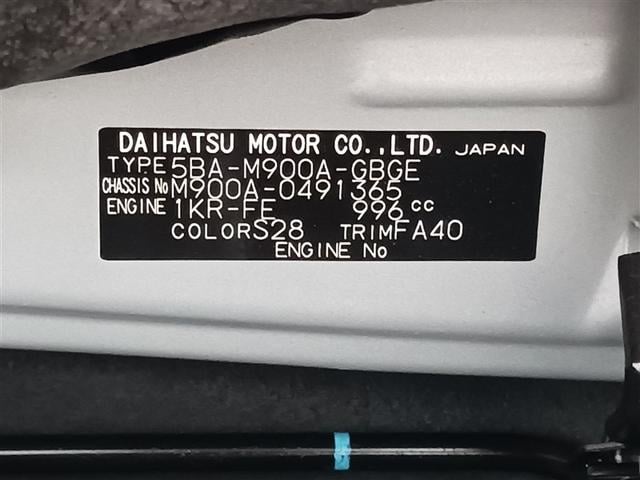 DAIHATSU MOTOR CO.,LTD. JAPAN
TYPE 5BA-M900A-GBGE
CHASSIS No M900A-0491365
ENGINE 1KR-FE 996 cc
COLOR S28 TRIM FA40
ENGINE No